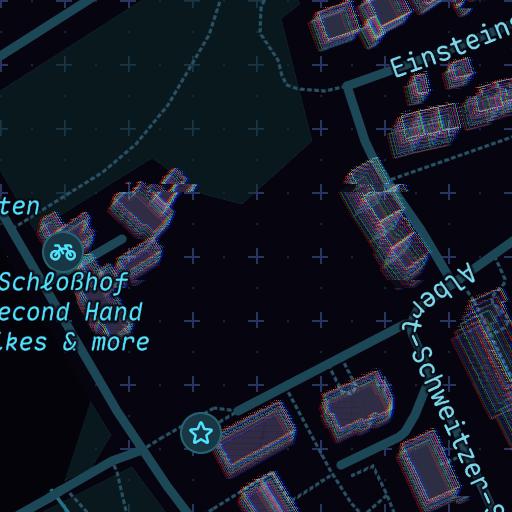 Einsteins
ten
Schloßhof
econd Hand
ikes & more
Albert-Schweitzer-S